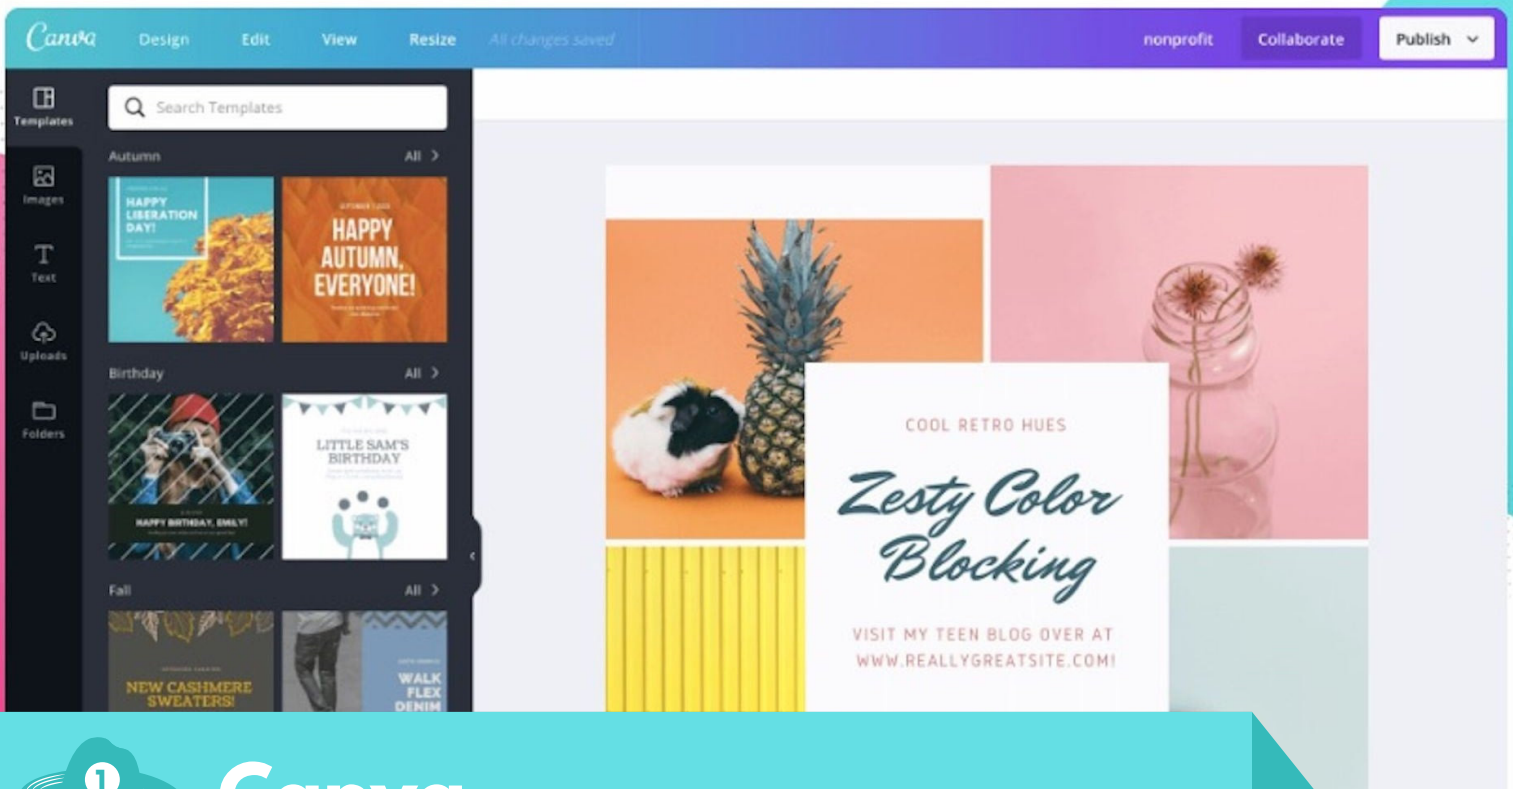 Canva
Design
Edit
View
Resize
All changes saved
nonprofit
Collaborate
Publish
Templates
Images
Text
Uploads
Folders
Search Templates
Autumn
All
HAPPY
LIBERATION
DAY!
HAPPY
AUTUMN,
EVERYONE!
Birthday
All
HAPPY BIRTHDAY, EMILY!
LITTLE SAM'S
BIRTHDAY
Fall
All
NEW CASHMERE
SWEATERS!
WALK
FLEX
DENIM
COOL RETRO HUES
Zesty Color
Blocking
VISIT MY TEEN BLOG OVER AT
WWW.REALLYGREATSITE.COM!
1
Canva